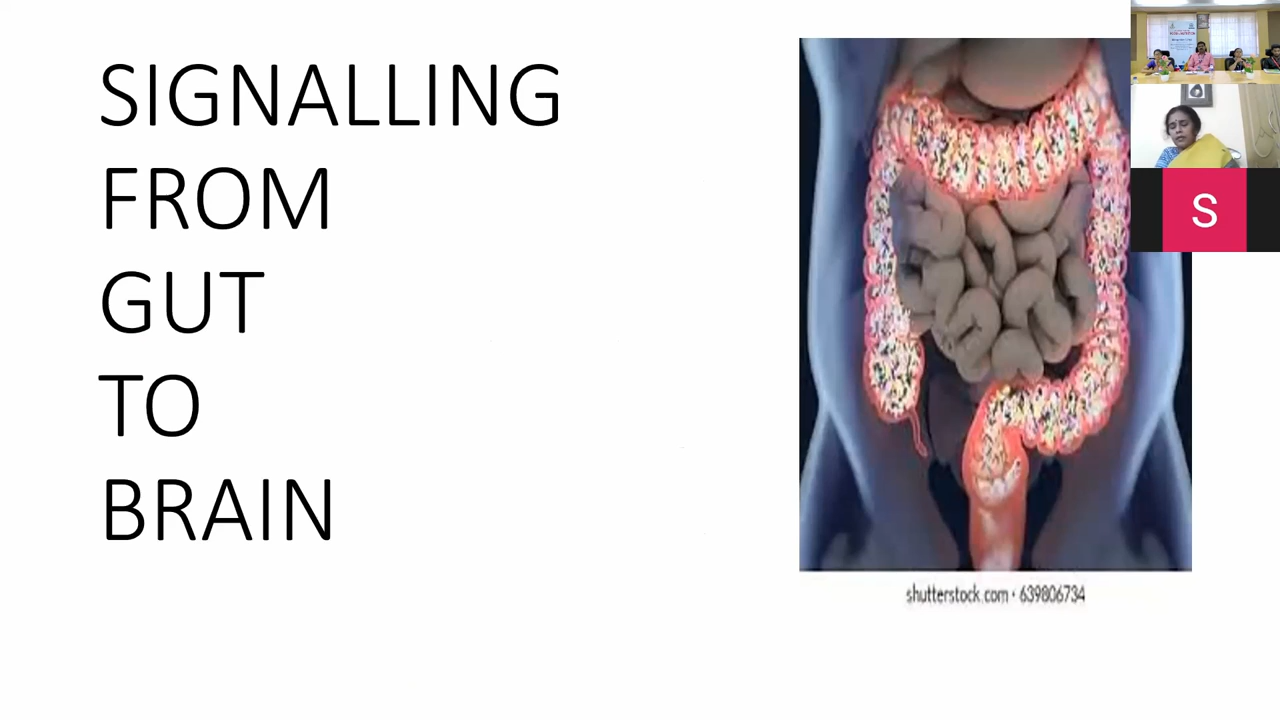 SIGNALLING
FROM
GUT
TO
BRAIN
shutterstock.com · 639806734
S